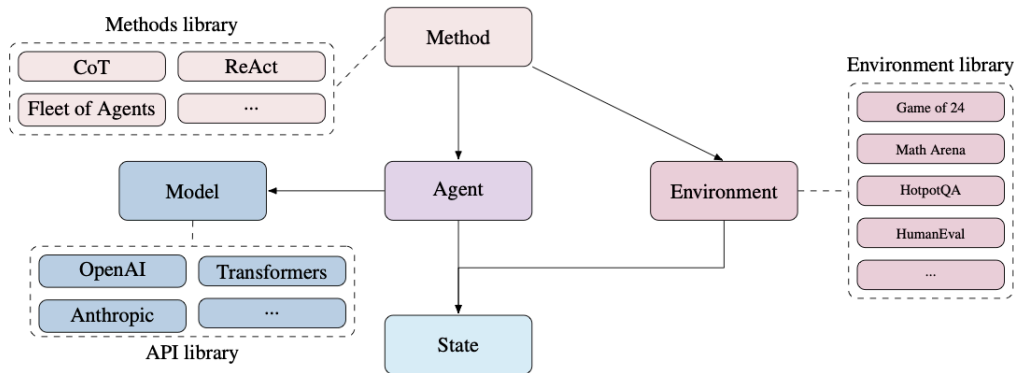 Methods library
Method
CoT
ReAct
Fleet of Agents
...
Environment library
Game of 24
Math Arena
HotpotQA
HumanEval
...
Model
Agent
Environment
OpenAI
Transformers
Anthropic
...
API library
State